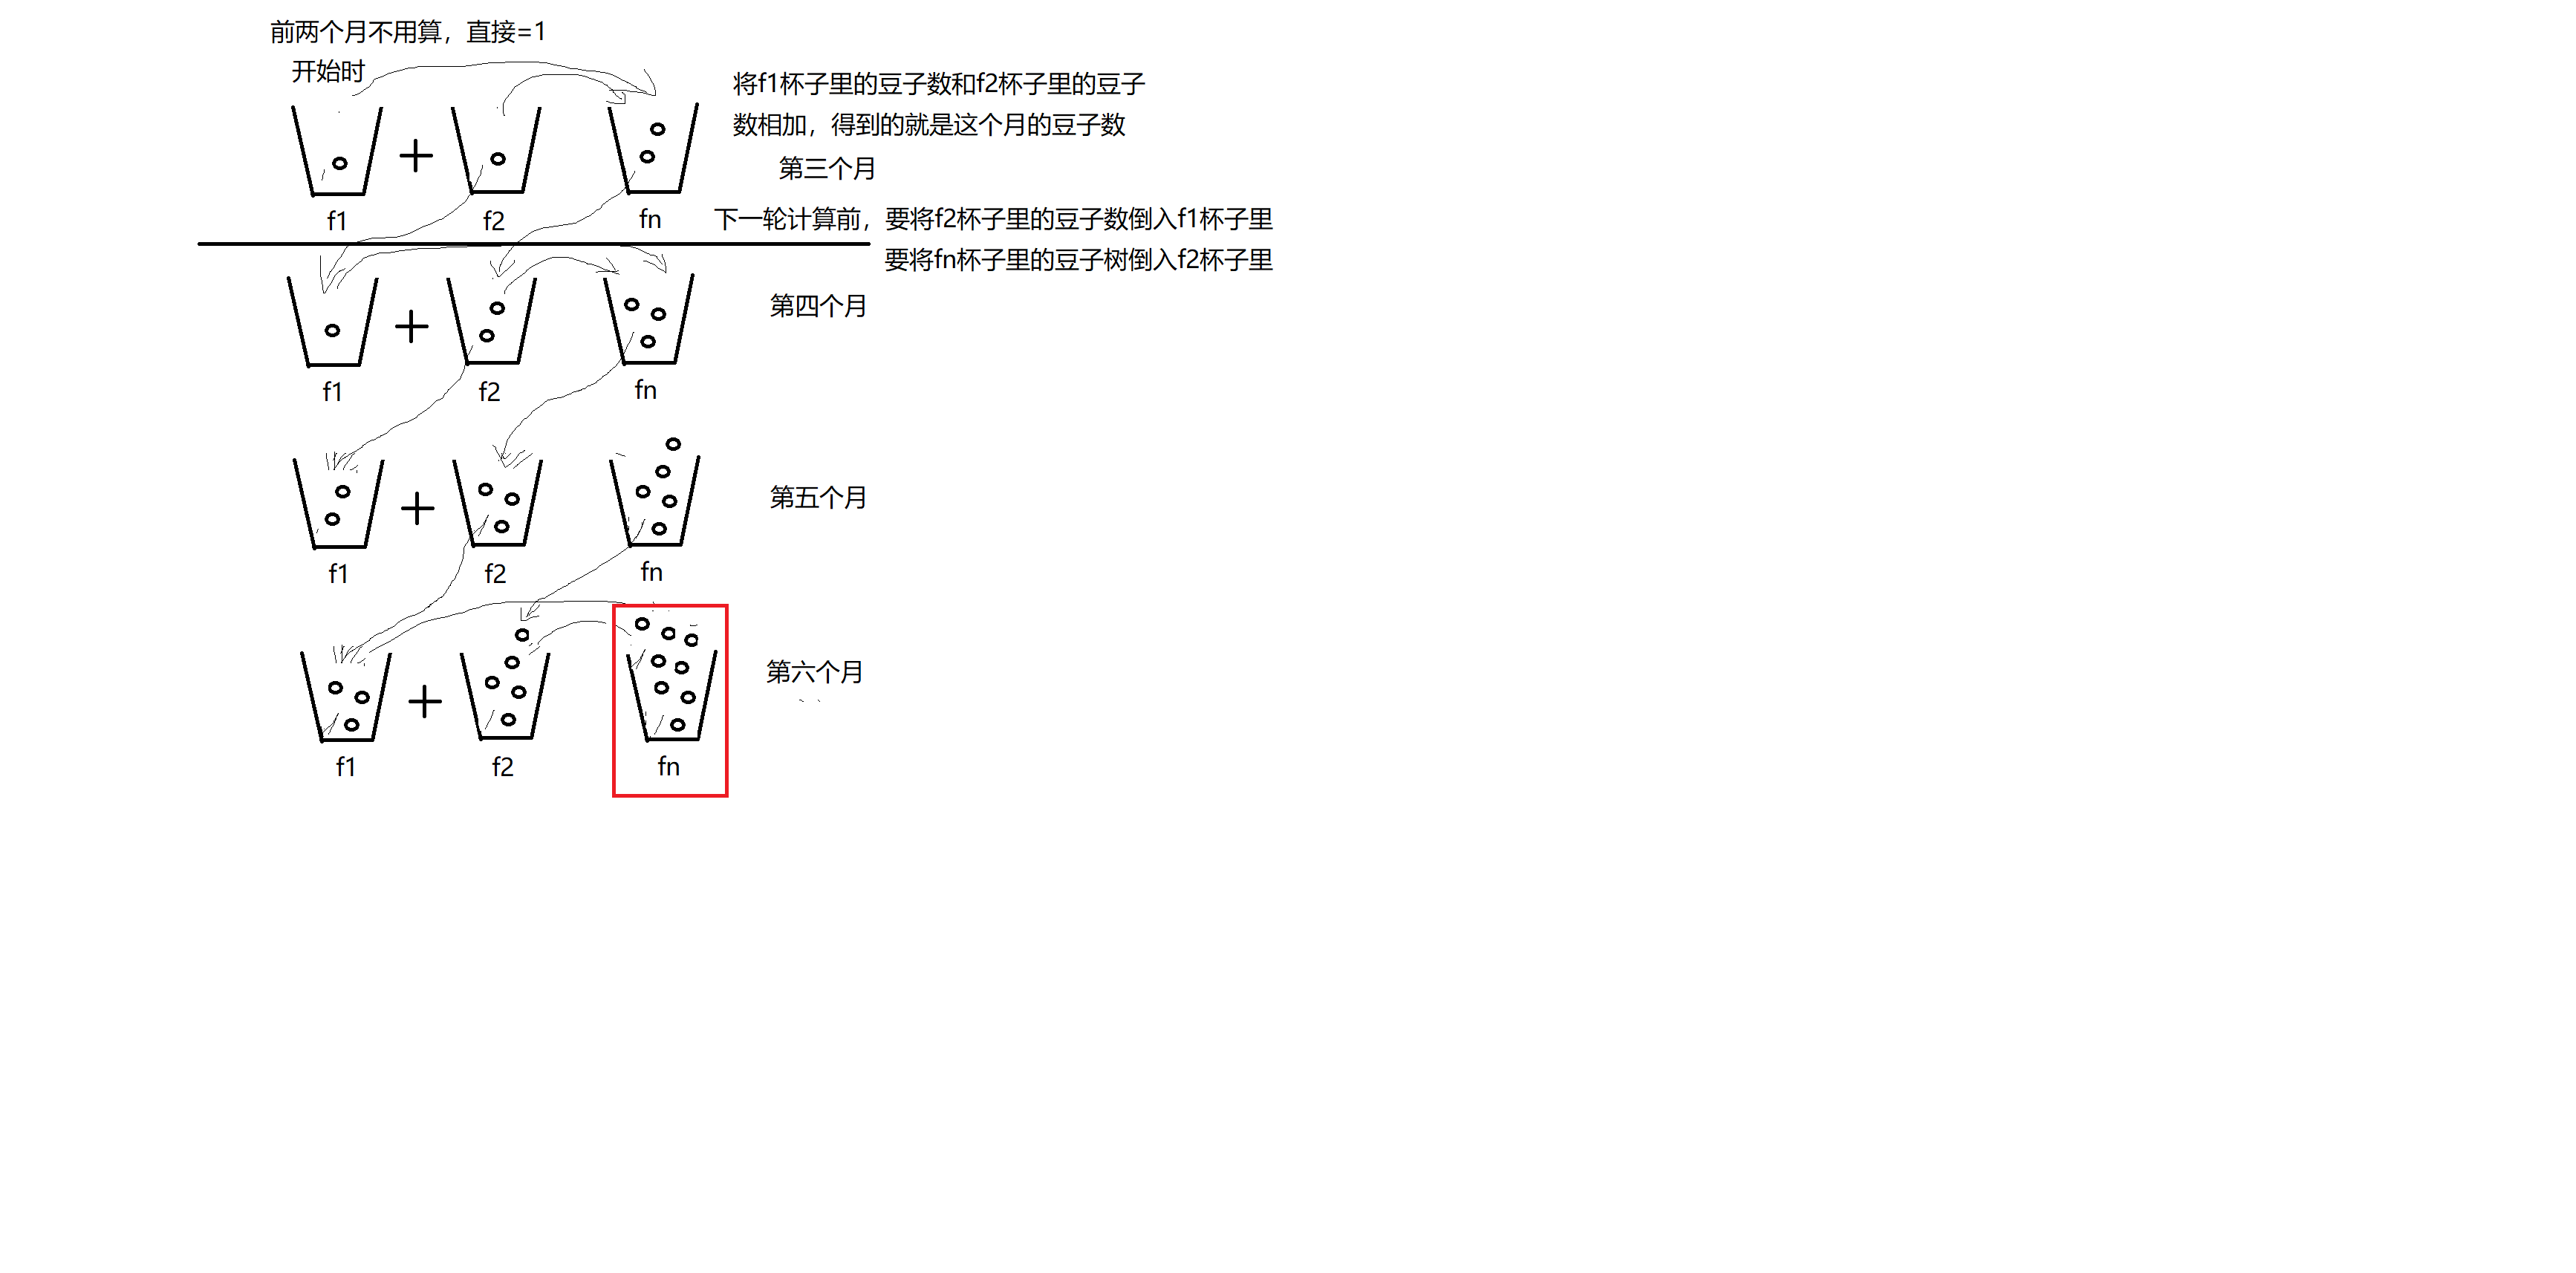 前两个月不用算，直接=1
开始时
将f1杯子里的豆子数和f2杯子里的豆子
数相加，得到的就是这个月的豆子数
+
第三个月
f1 f2 fn
下一轮计算前，要将f2杯子里的豆子数倒入f1杯子里
要将fn杯子里的豆子树倒入f2杯子里
第四个月
+
f1 f2 fn
第五个月
+
f1 f2 fn
第六个月
+
f1 f2 fn